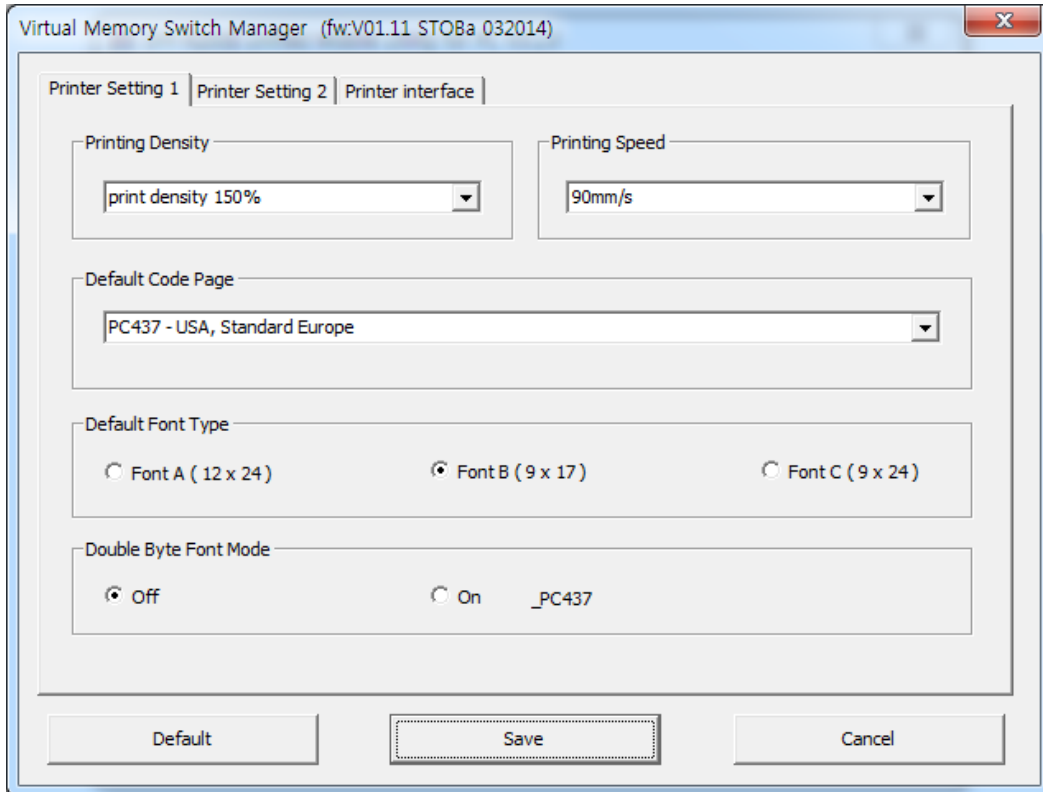 Virtual Memory Switch Manager (fw:V01.11 STOBa 032014)
Printer Setting 1 Printer Setting 2 Printer interface
Printing Density Printing Speed
print density 150% 90mm/s
Default Code Page
PC437 - USA, Standard Europe
Default Font Type
Font A ( 12 x 24 ) Font B ( 9 x 17 ) Font C ( 9 x 24 )
Double Byte Font Mode
Off On _PC437
Default Save Cancel